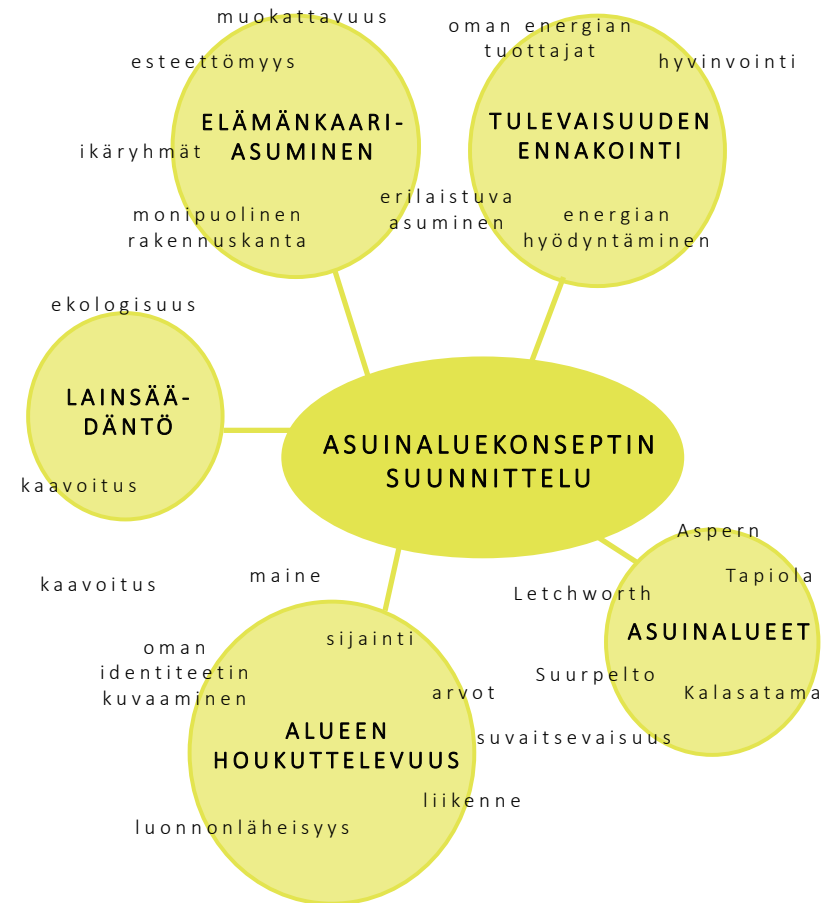 muokattavuus
esteettömyys
ELÄMÄNKAARI-
ASUMINEN
ikäryhmät
monipuolinen
rakennuskanta
erilaistuva
asuminen
oman energian
tuottajat
hyvinvointi
TULEVAISUUDEN
ENNAKOINTI
energian
hyödyntäminen
ekologisuus
LAINSÄÄ-
DÄNTÖ
kaavoitus
ASUINALUEKONSEPTIN
SUUNNITTELU
Aspern
Tapiola
Letchworth
ASUINALUEET
Suurpelto
Kalasatama
kaavoitus
maine
sijainti
oman
identiteetin
kuvaaminen
arvot
ALUEEN
HOUKUTTELEVUUS
suvaitsevaisuus
liikenne
luonnonläheisyys